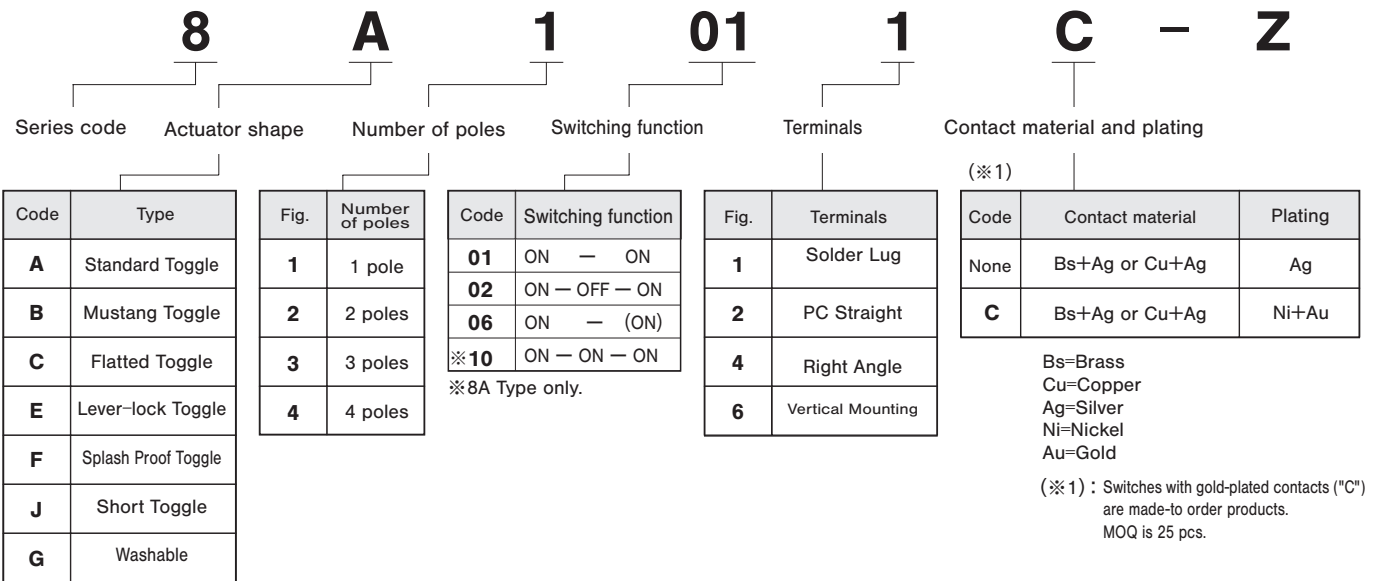 8 A 1 01 1 C － Z
Series code Actuator shape Number of poles Switching function Terminals Contact material and plating
(※1)
Code Type
A Standard Toggle
B Mustang Toggle
C Flatted Toggle
E Lever-lock Toggle
F Splash Proof Toggle
J Short Toggle
G Washable
Fig. Number of poles
1 1 pole
2 2 poles
3 3 poles
4 4 poles
Code Switching function
01 ON － ON
02 ON － OFF － ON
06 ON － (ON)
※10 ON － ON － ON
※8A Type only.
Fig. Terminals
1 Solder Lug
2 PC Straight
4 Right Angle
6 Vertical Mounting
Code Contact material Plating
None Bs+Ag or Cu+Ag Ag
C Bs+Ag or Cu+Ag Ni+Au
Bs=Brass
Cu=Copper
Ag=Silver
Ni=Nickel
Au=Gold
(※1) : Switches with gold-plated contacts ("C")
are made-to order products.
MOQ is 25 pcs.